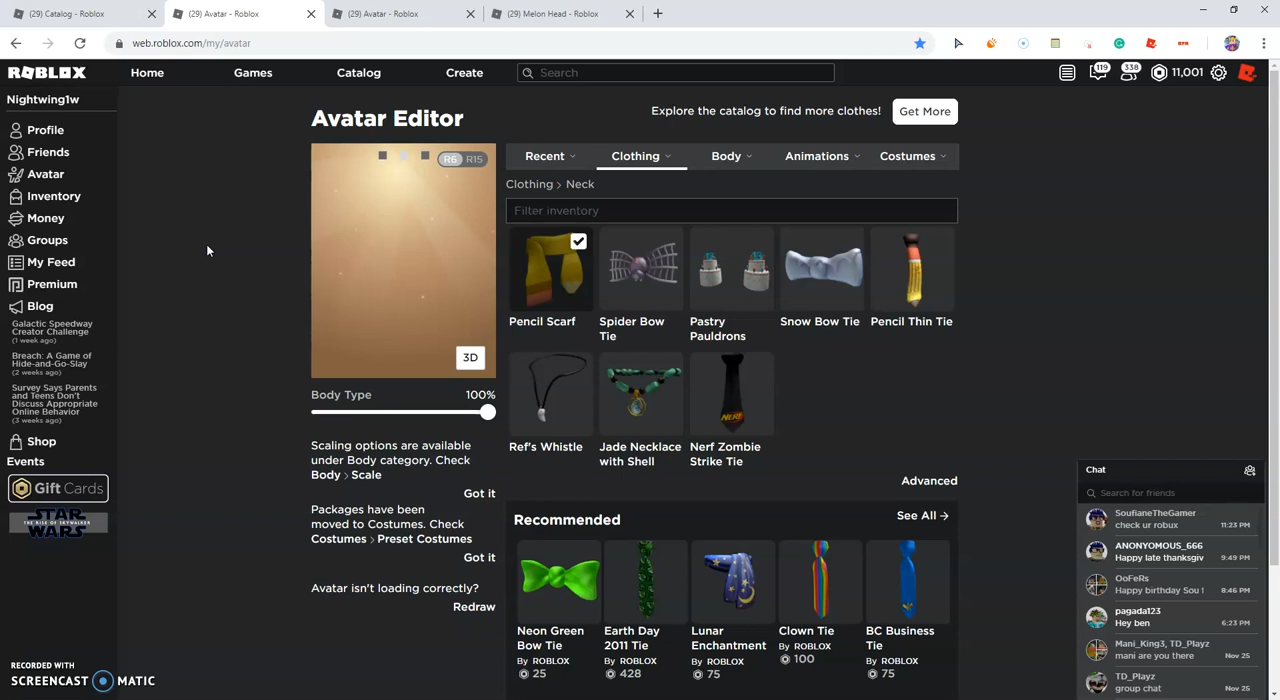 (29) Catalog - Roblox
(29) Avatar - Roblox
(29) Avatar - Roblox
(29) Melon Head - Roblox
web.roblox.com/my/avatar
ROBLOX
Home
Games
Catalog
Create
Search
119
338
11,001
Nightwing1w
Profile
Friends
Avatar
Inventory
Money
Groups
My Feed
Premium
Blog
Galactic Speedway
Creator Challenge
(1 week ago)
Breach: A Game of
Hide-and-Go-Slay
(2 weeks ago)
Survey Says Parents
and Teens Don't
Discuss Appropriate
Online Behavior
(3 weeks ago)
Shop
Events
Gift Cards
STAR WARS
THE RISE OF SKYWALKER
RECORDED WITH
SCREENCAST MATIC
Avatar Editor
Explore the catalog to find more clothes!
Get More
R6 R15
3D
Body Type 100%
Scaling options are available
under Body category. Check
Body > Scale
Got it
Packages have been
moved to Costumes. Check
Costumes > Preset Costumes
Got it
Avatar isn't loading correctly?
Redraw
Recent
Clothing
Body
Animations
Costumes
Clothing > Neck
Filter inventory
Pencil Scarf
Spider Bow
Tie
Pastry
Pauldrons
Snow Bow Tie
Pencil Thin Tie
Ref's Whistle
Jade Necklace
with Shell
NERF
Nerf Zombie
Strike Tie
Advanced
Recommended
See All →
Neon Green
Bow Tie
By ROBLOX
25
Earth Day
2011 Tie
By ROBLOX
428
Lunar
Enchantment
By ROBLOX
75
Clown Tie
By ROBLOX
100
BC Business
Tie
By ROBLOX
75
Chat
Search for friends
SoufianeTheGamer
check ur robux
11:23 PM
ANONYOMOUS_666
Happy late thanksgiv
9:49 PM
OoFeRs
Happy birthday Sou !
8:46 PM
pagada123
Hey ben
6:23 PM
Mani_King3, TD_Playz
mani are you there
Nov 25
TD_Playz
group chat
Nov 25